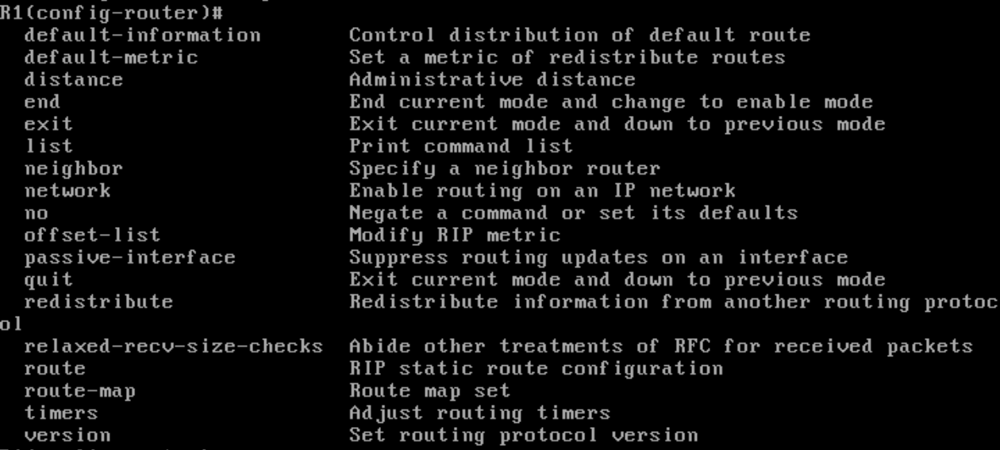 R1(config-router)#
  default-information       Control distribution of default route
  default-metric            Set a metric of redistribute routes
  distance                  Administrative distance
  end                       End current mode and change to enable mode
  exit                      Exit current mode and down to previous mode
  list                      Print command list
  neighbor                  Specify a neighbor router
  network                   Enable routing on an IP network
  no                        Negate a command or set its defaults
  offset-list               Modify RIP metric
  passive-interface         Suppress routing updates on an interface
  quit                      Exit current mode and down to previous mode
  redistribute              Redistribute information from another routing protoc
ol
  relaxed-recv-size-checks  Abide other treatments of RFC for received packets
  route                     RIP static route configuration
  route-map                 Route map set
  timers                    Adjust routing timers
  version                   Set routing protocol version